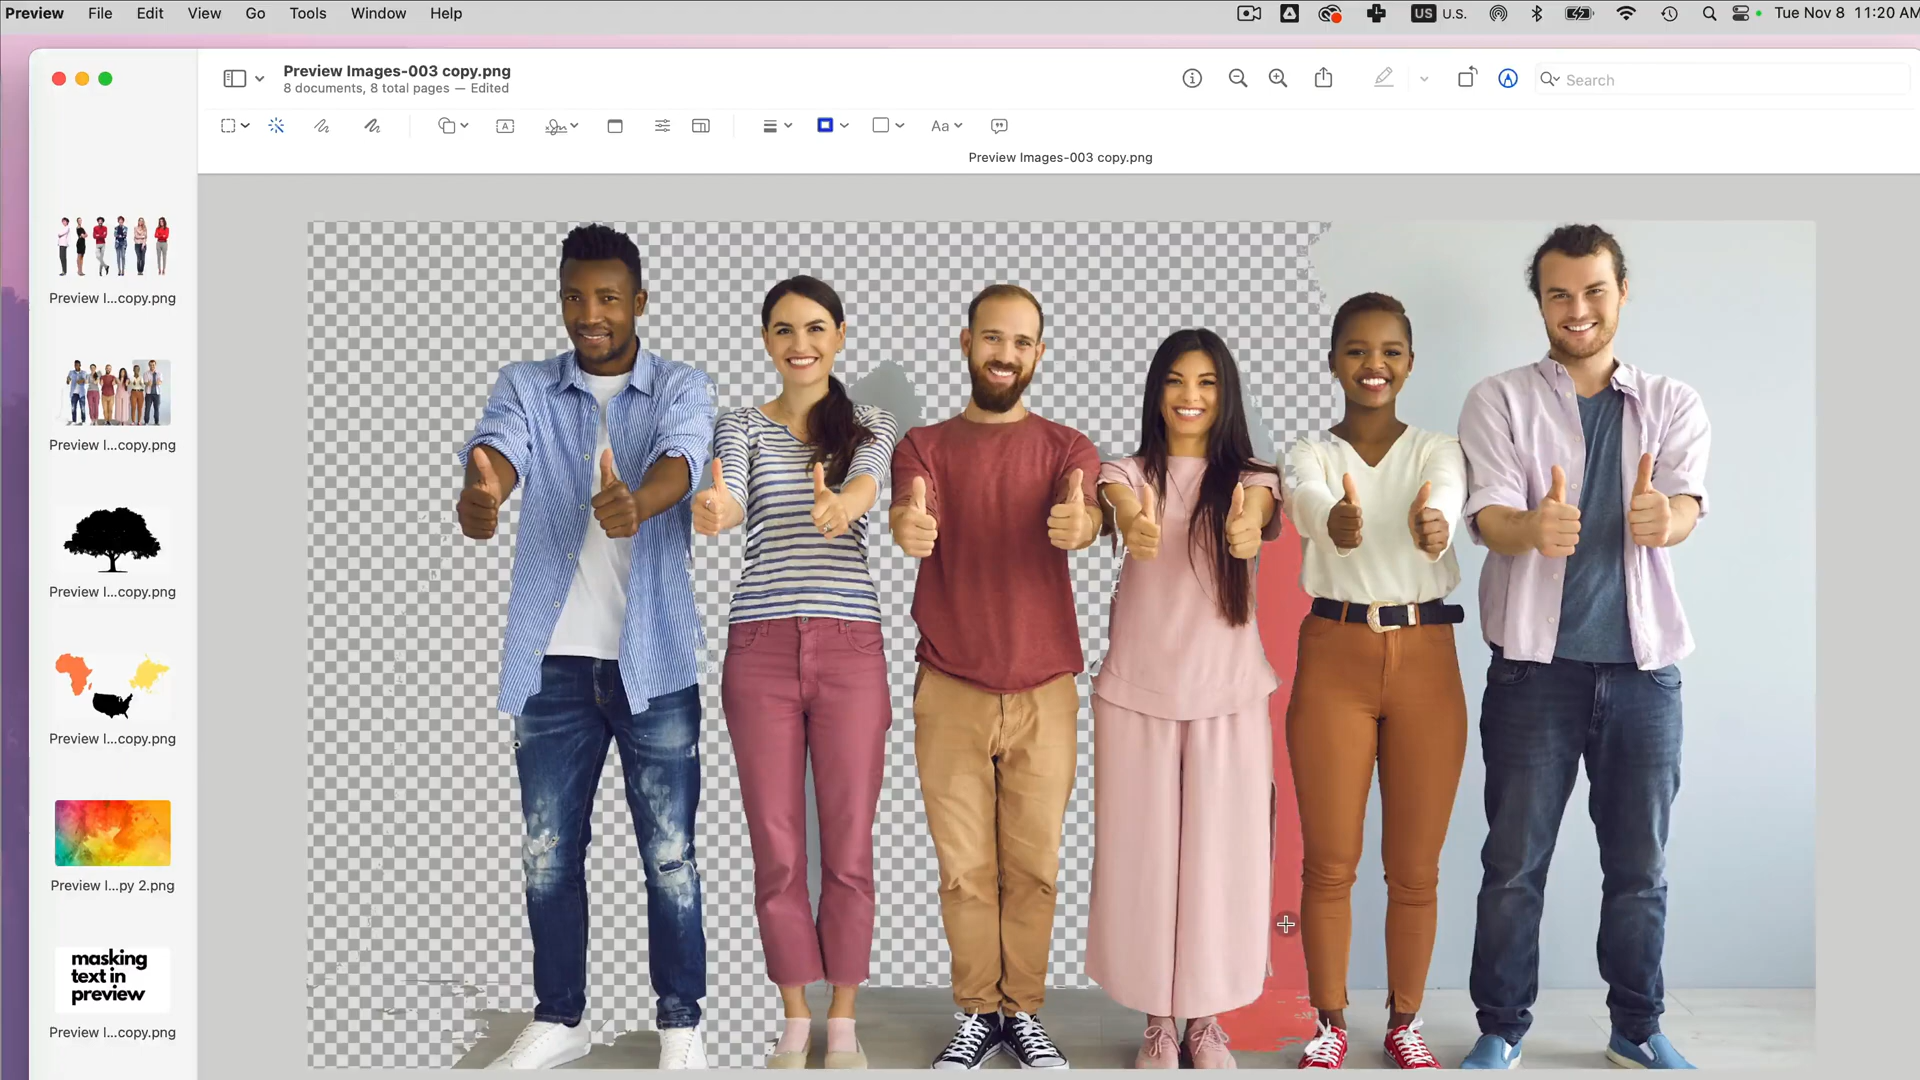 Preview File Edit View Go Tools Window Help US U.S. Tue Nov 8 11:20 AM
Preview Images-003 copy.png
8 documents, 8 total pages — Edited
Search
A Aa
Preview Images-003 copy.png
Preview I...copy.png
Preview I...copy.png
Preview I...copy.png
Preview I...copy.png
Preview I...py 2.png
masking
text in
preview
Preview I...copy.png